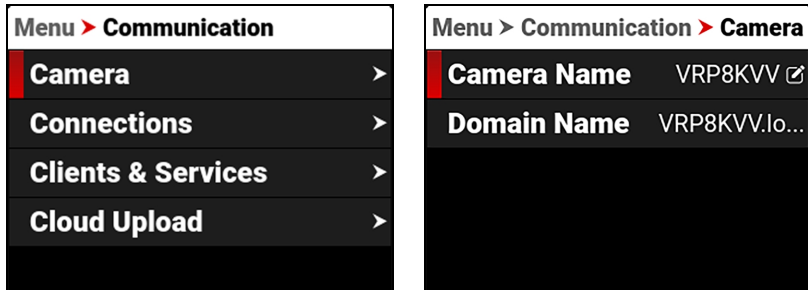 Menu > Communication
Camera
Connections
Clients & Services
Cloud Upload
Menu > Communication > Camera
Camera Name VRP8KVV
Domain Name VRP8KVV.lo...